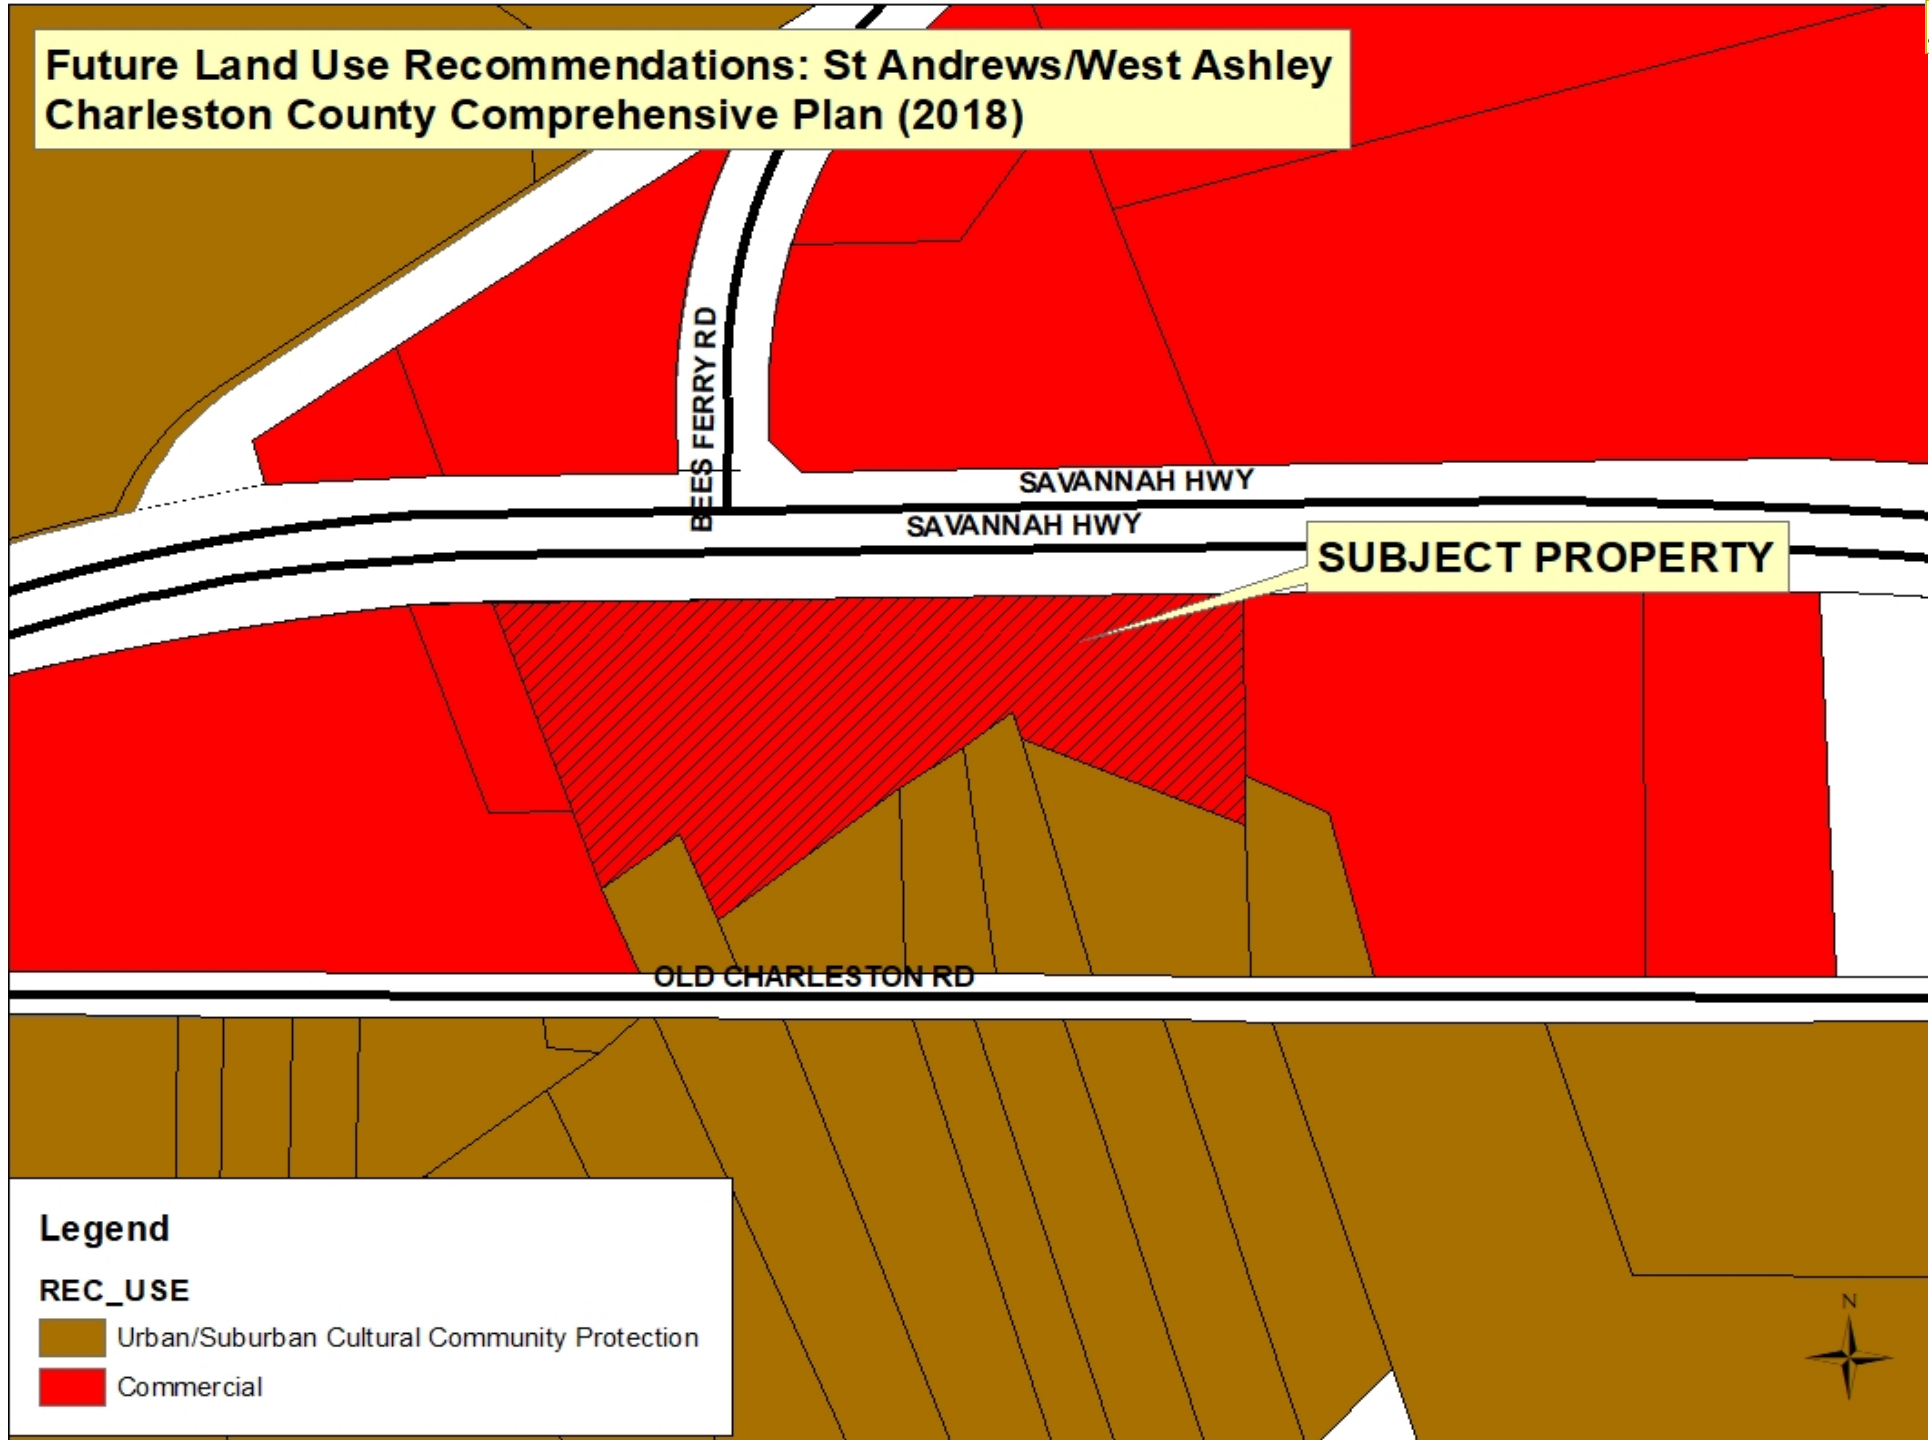 Future Land Use Recommendations: St Andrews/West Ashley
Charleston County Comprehensive Plan (2018)
BEES FERRY RD
SAVANNAH HWY
SAVANNAH HWY
SUBJECT PROPERTY
OLD CHARLESTON RD
Legend
REC_USE
Urban/Suburban Cultural Community Protection
Commercial
N